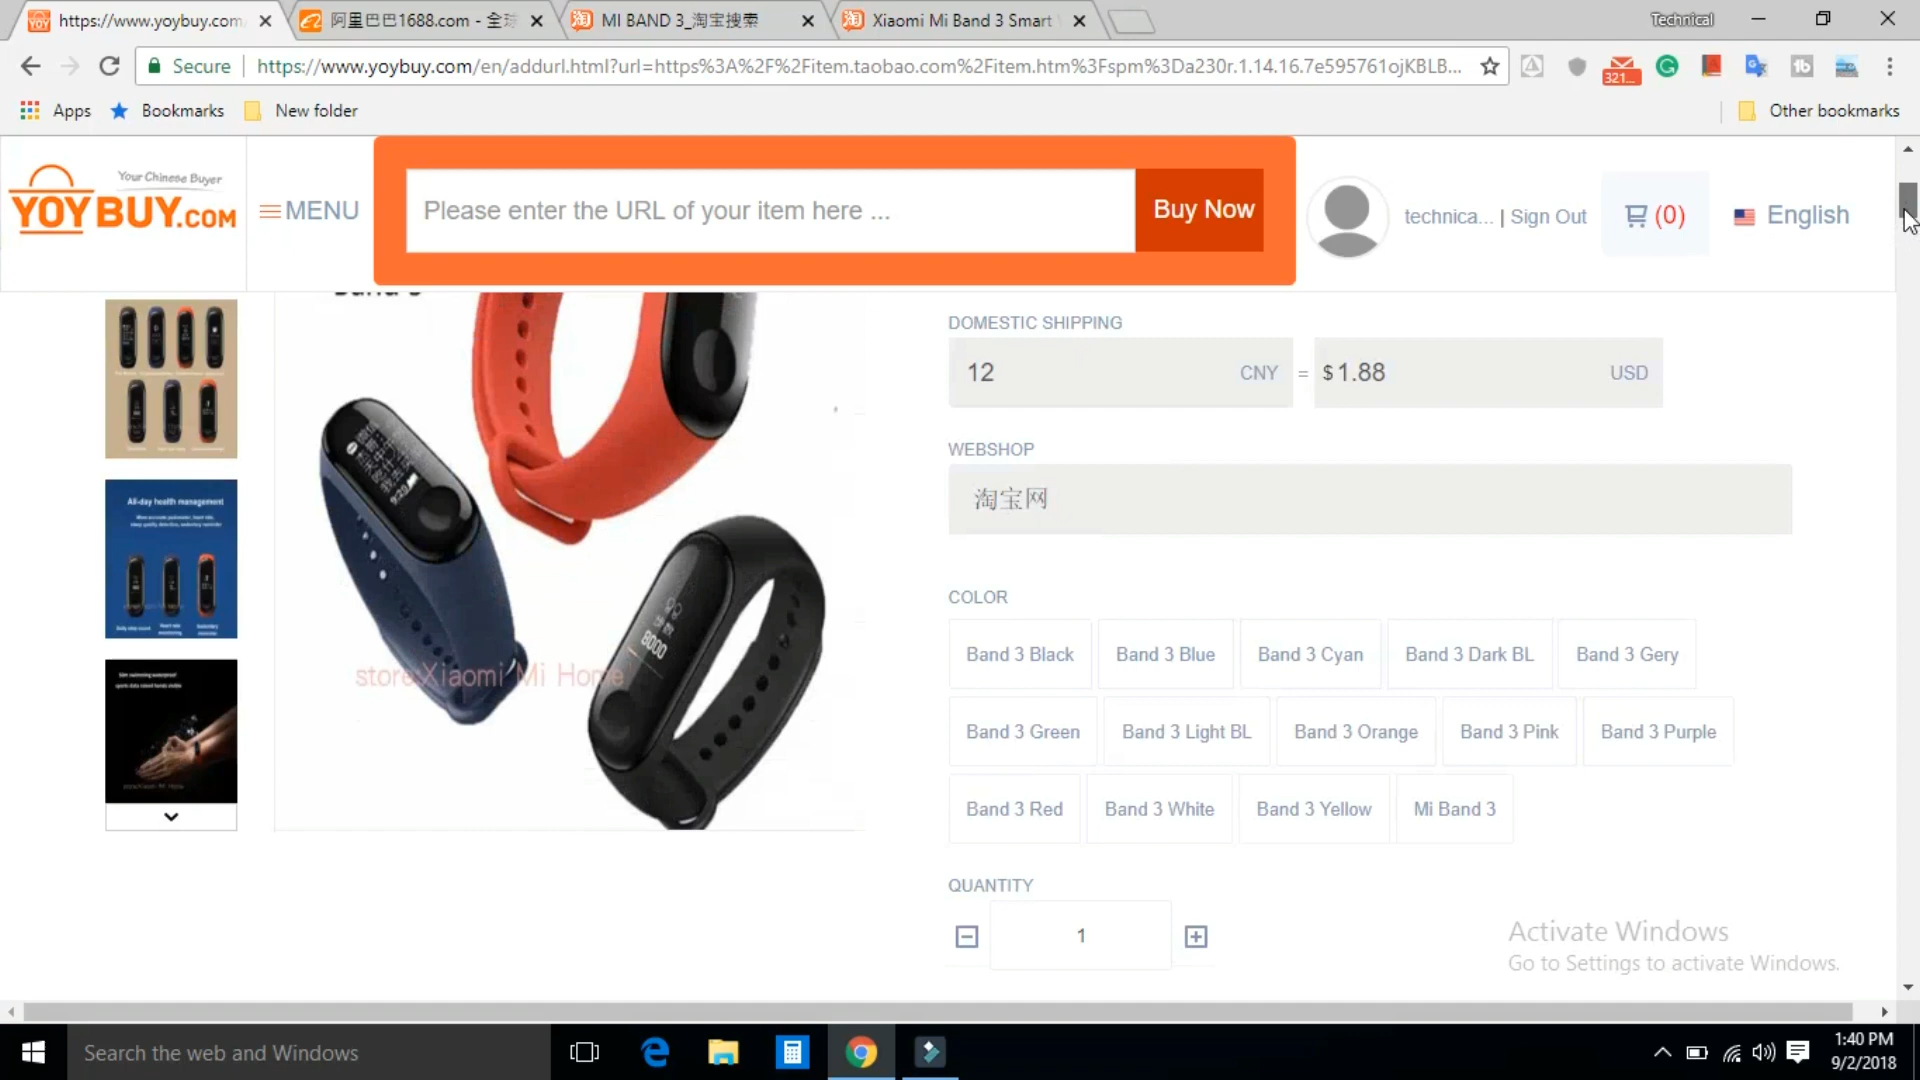 https://www.yoybuy.com
阿里巴巴1688.com - 全球
MI BAND 3_淘宝搜索
Xiaomi Mi Band 3 Smart
Technical
Secure
https://www.yoybuy.com/en/addurl.html?url=https%3A%2F%2Fitem.taobao.com%2Fitem.htm%3Fspm%3Da230r.1.14.16.7e595761ojKBLB...
321...
Apps
Bookmarks
New folder
Other bookmarks
Your Chinese Buyer
YOYBUY.COM
MENU
Please enter the URL of your item here ...
Buy Now
technica... | Sign Out
(0)
English
Band 3
All-day health management
store:Xiaomi Mi Home
8000
DOMESTIC SHIPPING
12 CNY = $1.88 USD
WEBSHOP
淘宝网
COLOR
Band 3 Black
Band 3 Blue
Band 3 Cyan
Band 3 Dark BL
Band 3 Gery
Band 3 Green
Band 3 Light BL
Band 3 Orange
Band 3 Pink
Band 3 Purple
Band 3 Red
Band 3 White
Band 3 Yellow
Mi Band 3
QUANTITY
1
Activate Windows
Go to Settings to activate Windows.
Search the web and Windows
1:40 PM
9/2/2018